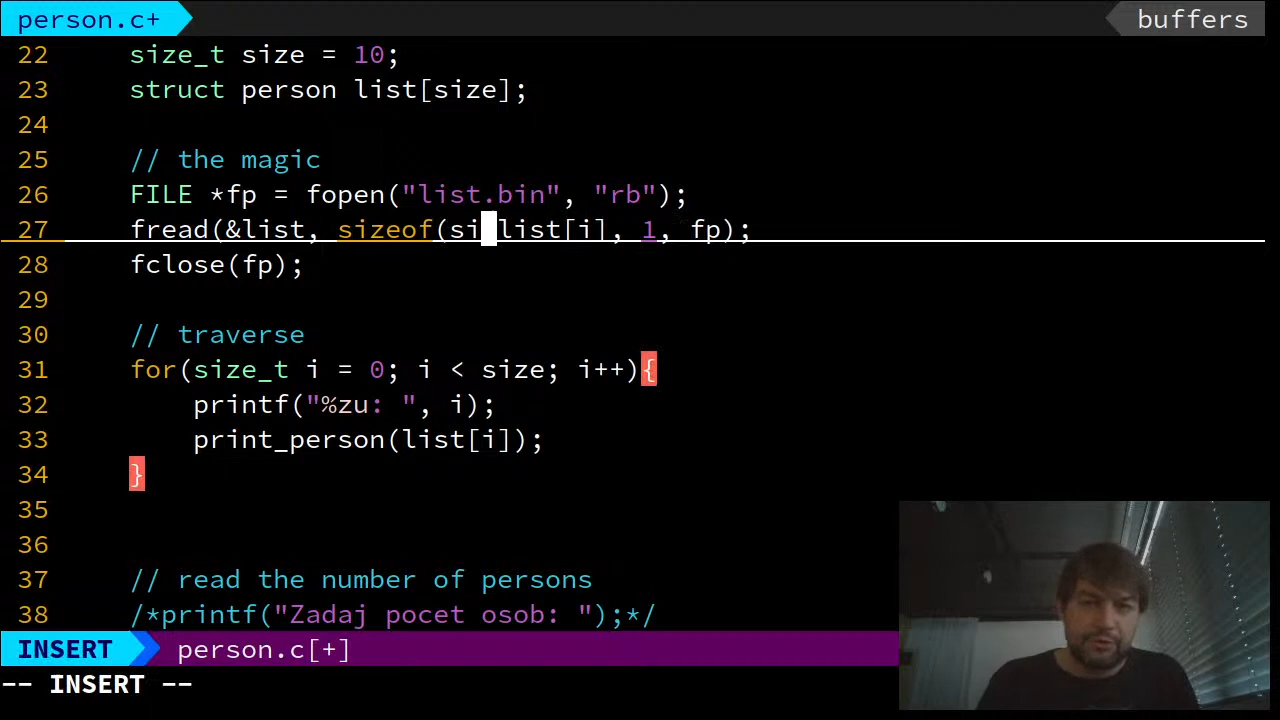 person.c+ buffers
22 size_t size = 10;
23 struct person list[size];
24
25 // the magic
26 FILE *fp = fopen("list.bin", "rb");
27 fread(&list, sizeof(si list[i], 1, fp);
28 fclose(fp);
29
30 // traverse
31 for(size_t i = 0; i < size; i++){
32 printf("%zu: ", i);
33 print_person(list[i]);
34 }
35
36
37 // read the number of persons
38 /*printf("Zadaj pocet osob: ");*/
INSERT person.c[+]
-- INSERT --